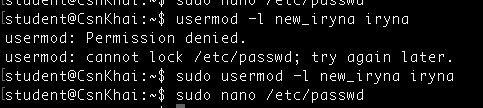 [student@CsnKhai:~$ sudo nano /etc/passwd
[student@CsnKhai:~$ usermod -l new_iryna iryna
usermod: Permission denied.
usermod: cannot lock /etc/passwd; try again later.
[student@CsnKhai:~$ sudo usermod -l new_iryna iryna
[student@CsnKhai:~$ sudo nano /etc/passwd